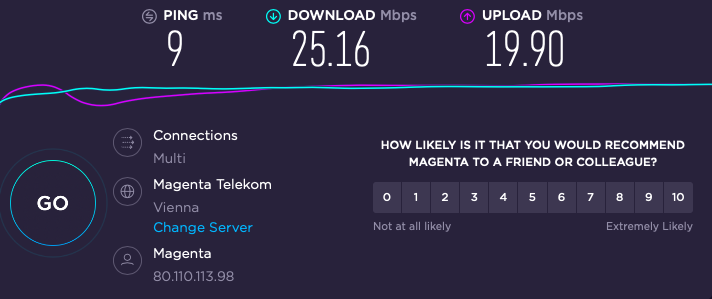 PING ms
DOWNLOAD Mbps
UPLOAD Mbps
9
25.16
19.90
Connections
Multi
Magenta Telekom
Vienna
Change Server
Magenta
80.110.113.98
GO
HOW LIKELY IS IT THAT YOU WOULD RECOMMEND
MAGENTA TO A FRIEND OR COLLEAGUE?
0 1 2 3 4 5 6 7 8 9 10
Not at all likely
Extremely Likely